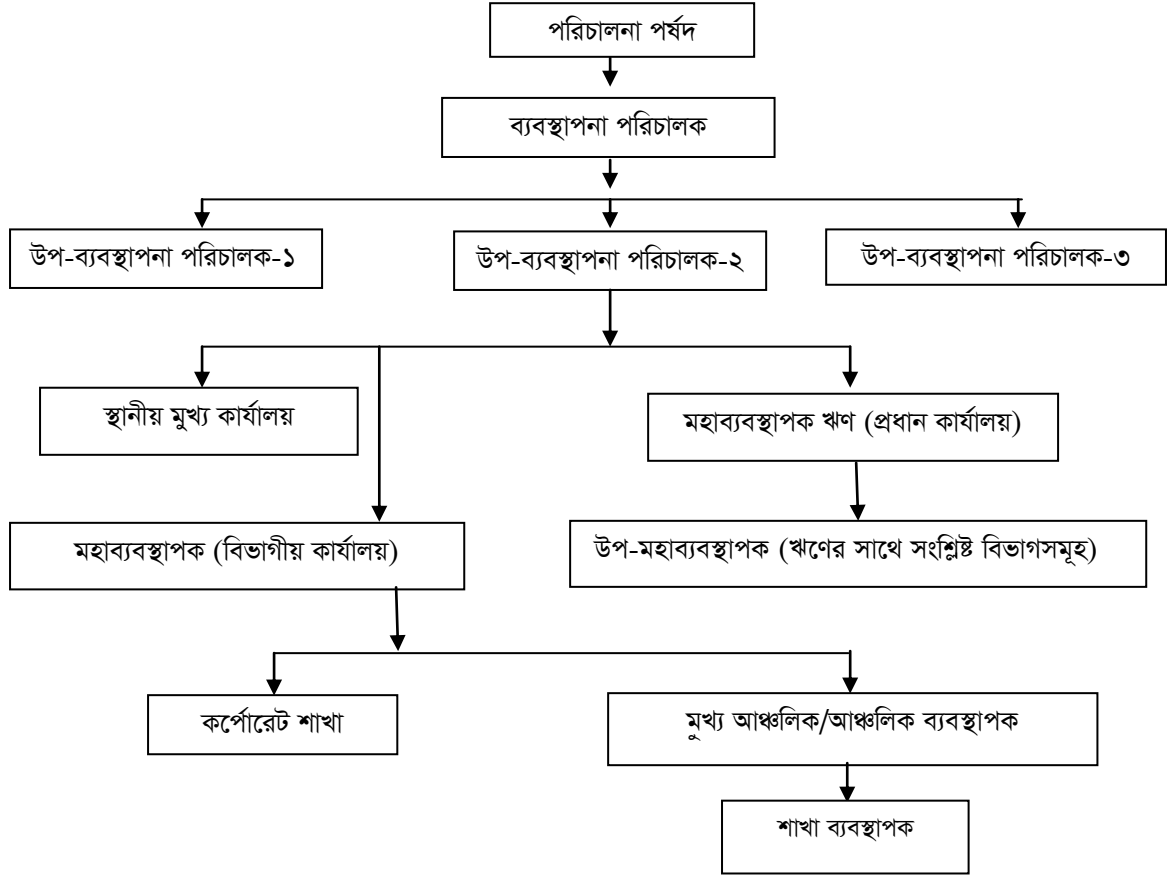 পরিচালনা পর্ষদ
ব্যবস্থাপনা পরিচালক
উপ-ব্যবস্থাপনা পরিচালক-১
উপ-ব্যবস্থাপনা পরিচালক-২
উপ-ব্যবস্থাপনা পরিচালক-৩
স্থানীয় মুখ্য কার্যালয়
মহাব্যবস্থাপক ঋণ (প্রধান কার্যালয়)
মহাব্যবস্থাপক (বিভাগীয় কার্যালয়)
উপ-মহাব্যবস্থাপক (ঋণের সাথে সংশ্লিষ্ট বিভাগসমূহ)
কর্পোরেট শাখা
মুখ্য আঞ্চলিক/আঞ্চলিক ব্যবস্থাপক
শাখা ব্যবস্থাপক